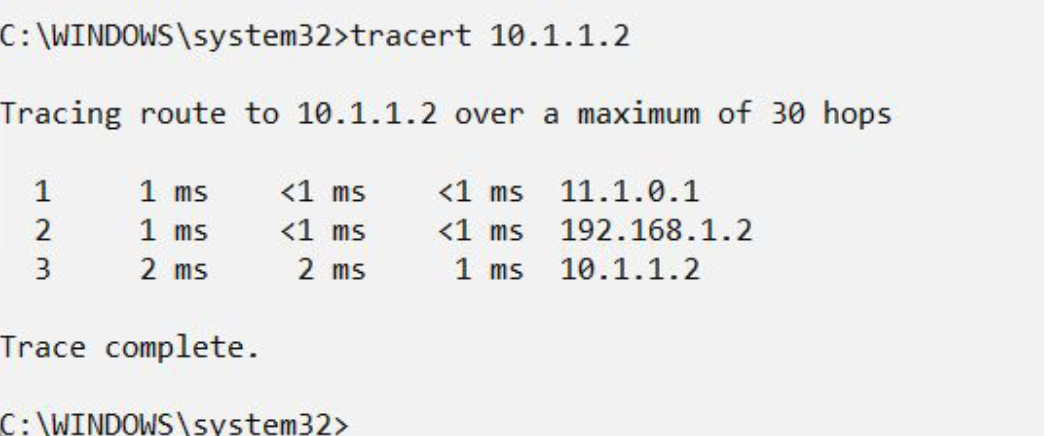 C:\WINDOWS\system32>tracert 10.1.1.2
Tracing route to 10.1.1.2 over a maximum of 30 hops
1 1 ms <1 ms <1 ms 11.1.0.1
2 1 ms <1 ms <1 ms 192.168.1.2
3 2 ms 2 ms 1 ms 10.1.1.2
Trace complete.
C:\WINDOWS\system32>